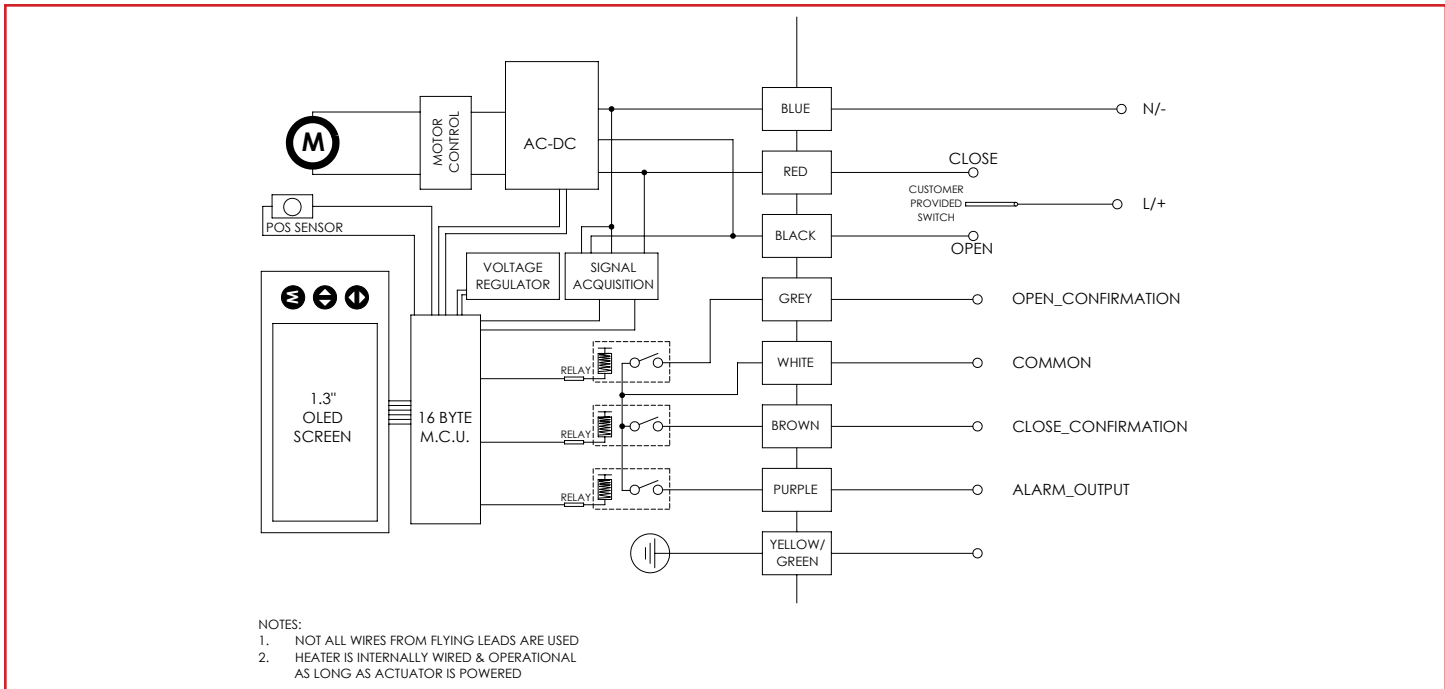 BLUE
N/-
M
MOTOR
CONTROL
AC-DC
RED
CLOSE
CUSTOMER
PROVIDED
SWITCH
L/+
POS SENSOR
BLACK
OPEN
VOLTAGE
REGULATOR
SIGNAL
ACQUISITION
M
GREY
OPEN_CONFIRMATION
WHITE
COMMON
RELAY
1.3"
OLED
SCREEN
16 BYTE
M.C.U.
BROWN
CLOSE_CONFIRMATION
RELAY
PURPLE
ALARM_OUTPUT
RELAY
YELLOW/
GREEN
NOTES:
1. NOT ALL WIRES FROM FLYING LEADS ARE USED
2. HEATER IS INTERNALLY WIRED & OPERATIONAL
AS LONG AS ACTUATOR IS POWERED